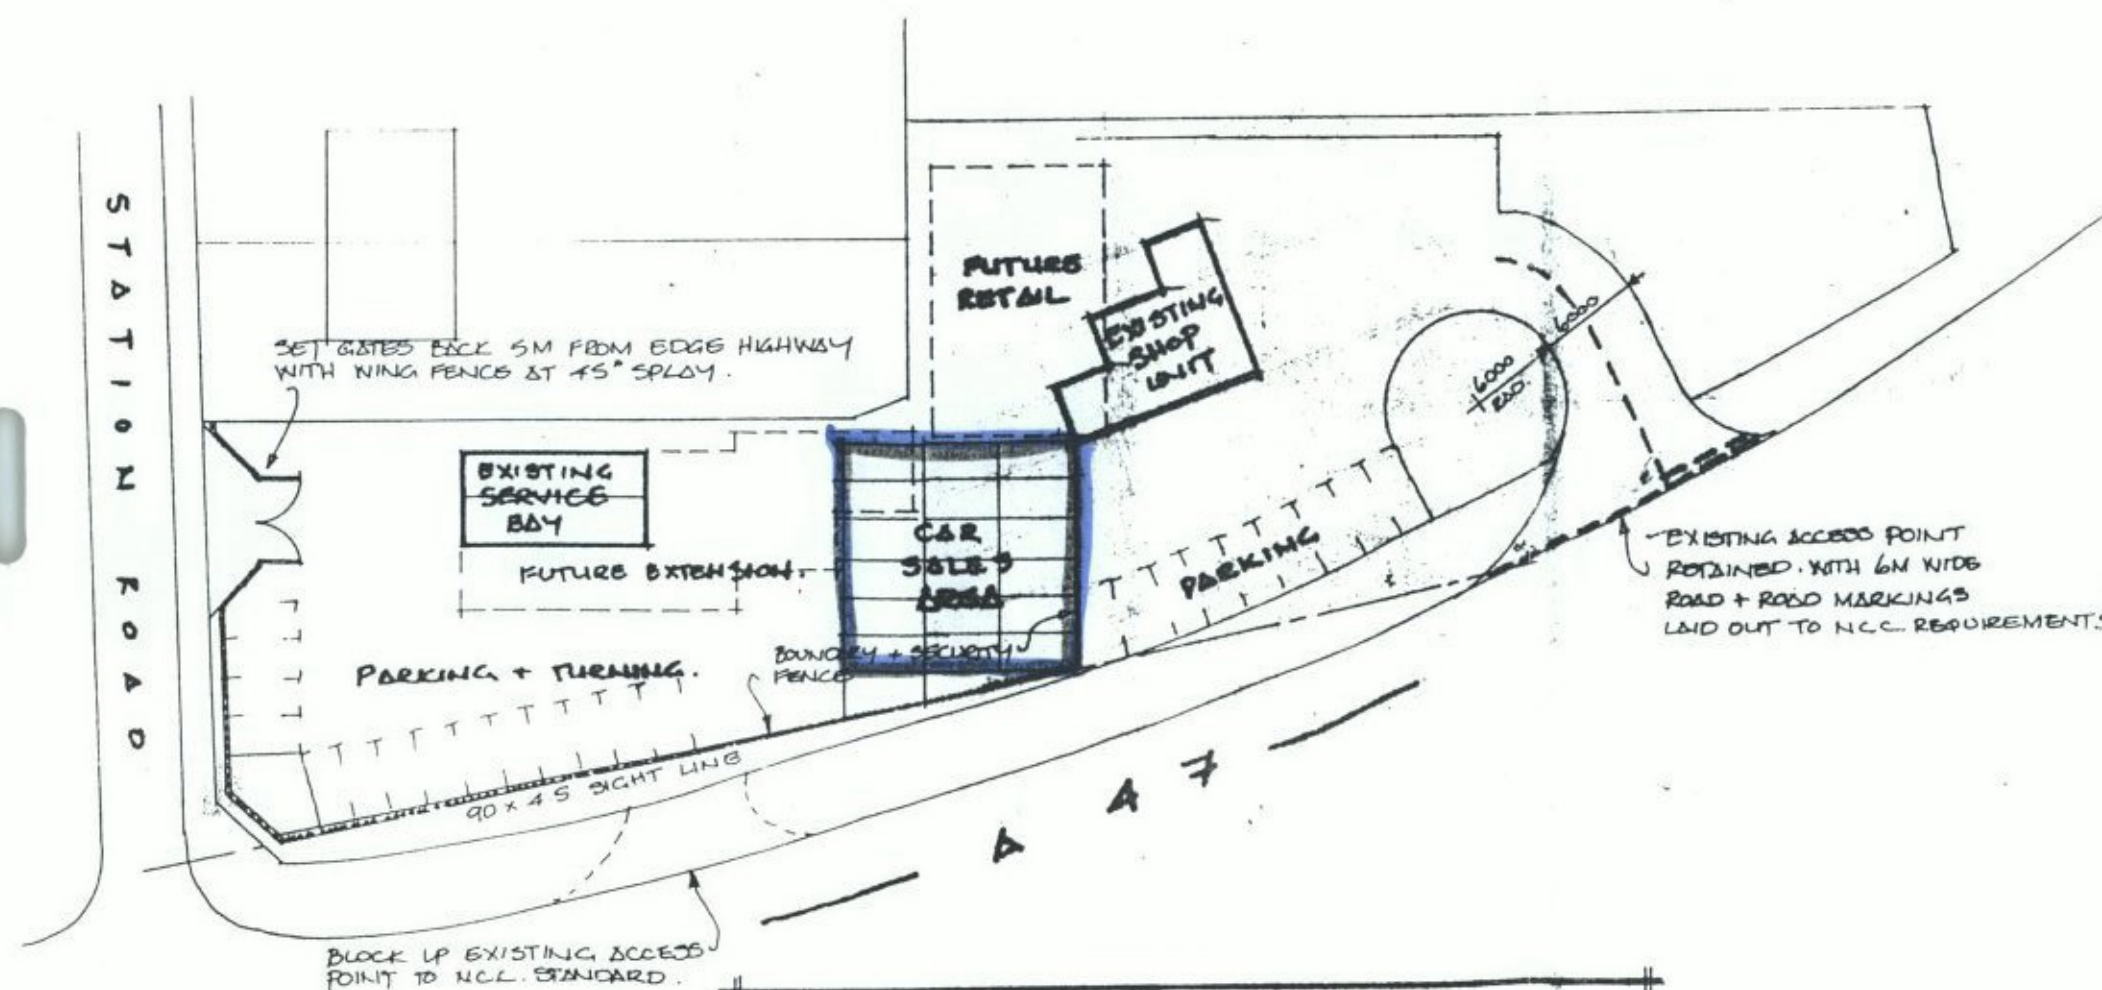 STATION ROAD
FUTURE
RETAIL
EXISTING
SHOP
UNIT
SET GATES BACK 5M FROM EDGE HIGHWAY
WITH WING FENCE AT 45° SPLAY.
6000
6000
RAD.
EXISTING
SERVICE
BAY
FUTURE EXTENSION.
CAR
SALES
AREA
PARKING
EXISTING ACCESS POINT
RETAINED. WITH 6M WIDE
ROAD + ROAD MARKINGS
LAID OUT TO N.C.C. REQUIREMENTS
BOUNDARY + SECURITY
FENCE
PARKING + TURNING.
90 x 4.5 SIGHT LINE
A 47
BLOCK UP EXISTING ACCESS
POINT TO N.C.C. STANDARD.